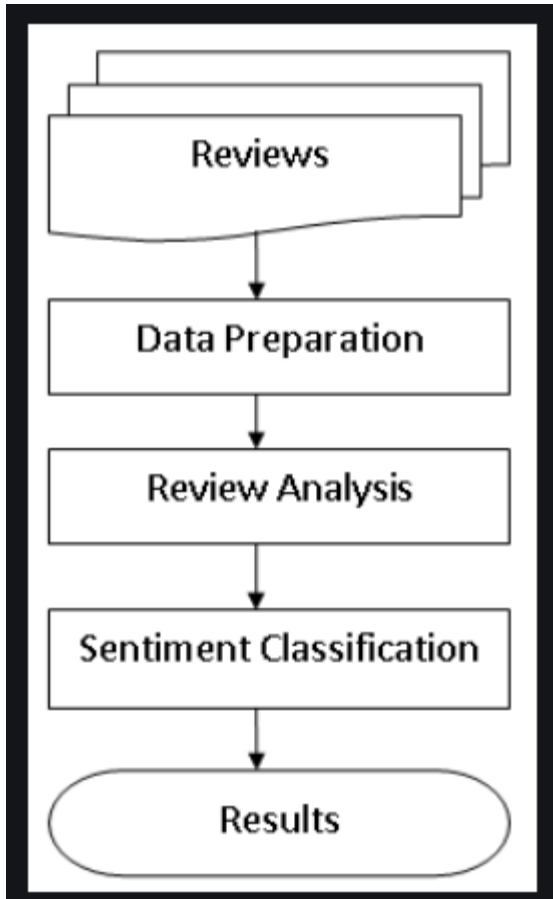 Reviews
Data Preparation
Review Analysis
Sentiment Classification
Results